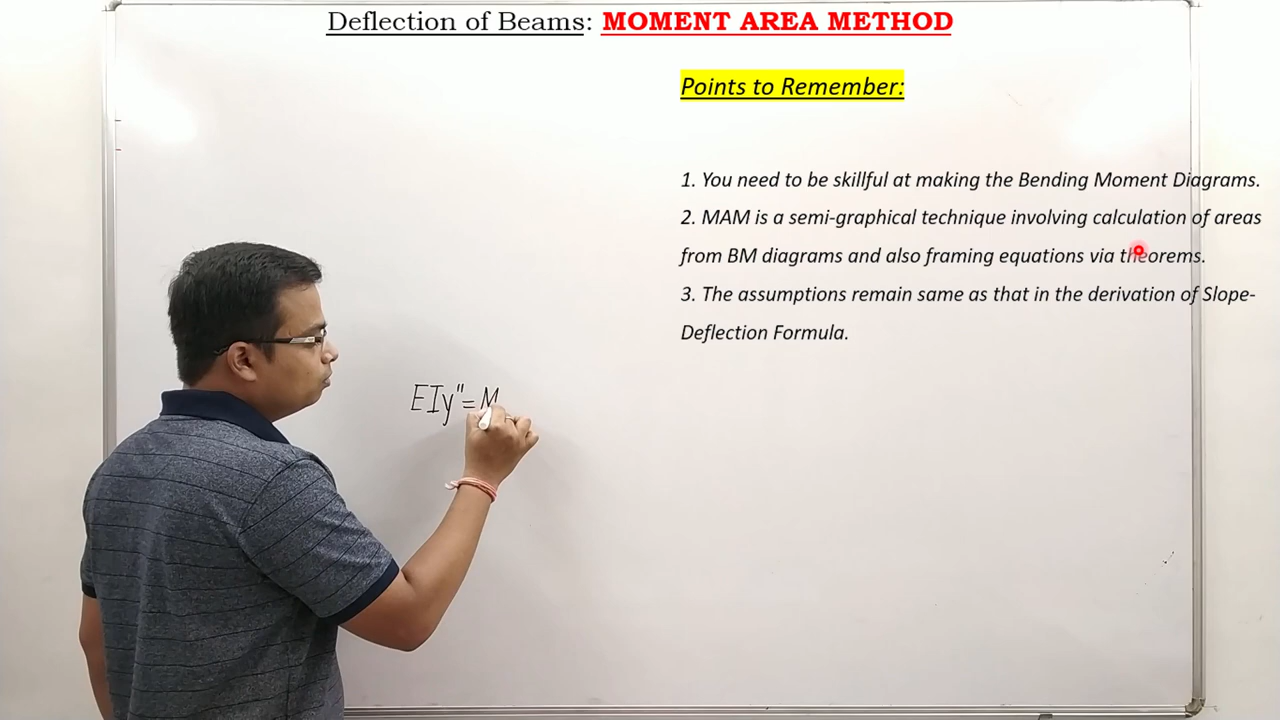 Deflection of Beams: MOMENT AREA METHOD
Points to Remember:
1. You need to be skillful at making the Bending Moment Diagrams.
2. MAM is a semi-graphical technique involving calculation of areas
from BM diagrams and also framing equations via theorems.
3. The assumptions remain same as that in the derivation of Slope-
Deflection Formula.
EIy"=M